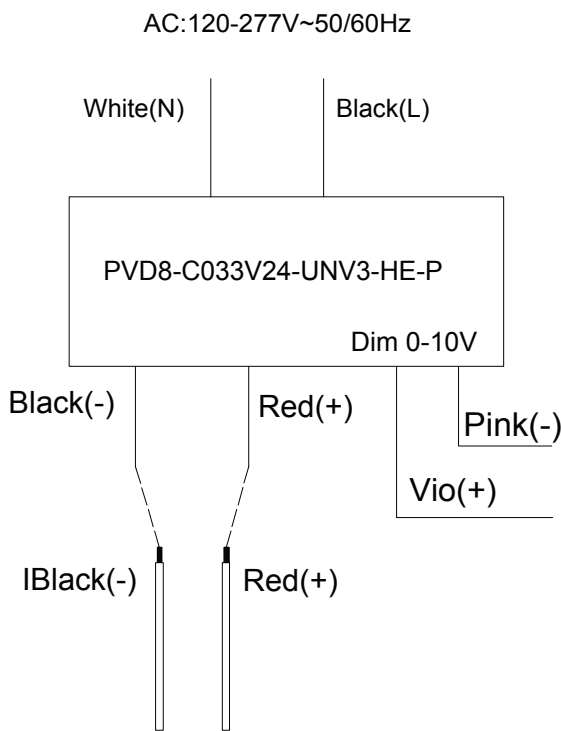 AC:120-277V~50/60Hz
White(N)
Black(L)
PVD8-C033V24-UNV3-HE-P
Dim 0-10V
Black(-)
Red(+)
Pink(-)
Vio(+)
IBlack(-)
Red(+)